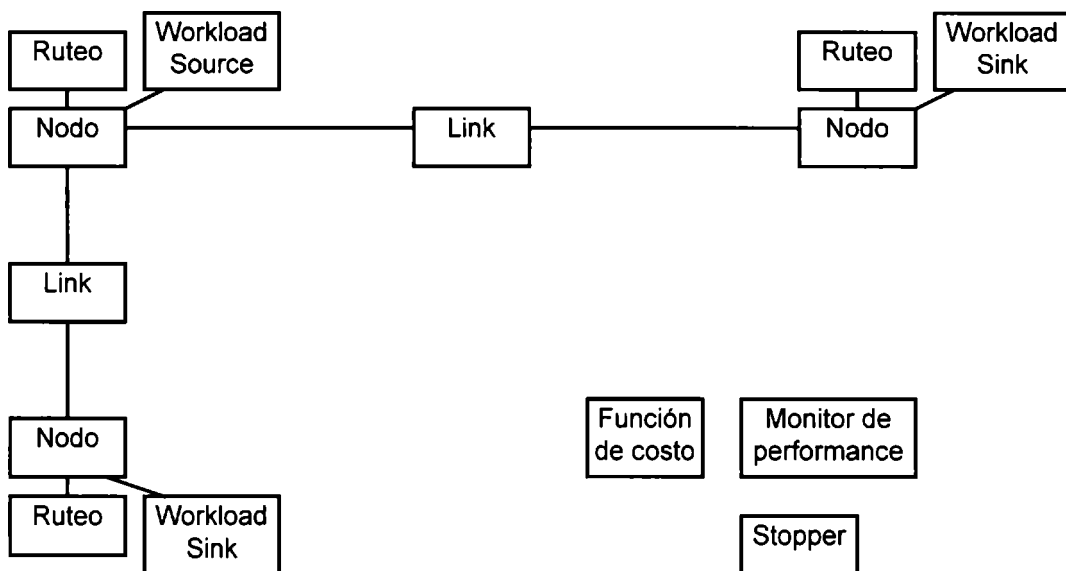 Ruteo
Workload
Source
Nodo
Link
Ruteo
Workload
Sink
Nodo
Link
Nodo
Ruteo
Workload
Sink
Función
de costo
Monitor de
performance
Stopper